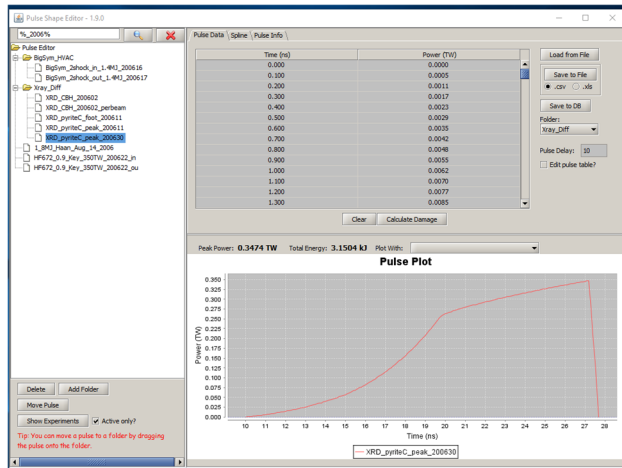 Pulse Shape Editor - 1.9.0
%_2006%
Pulse Editor
BigSym_HVAC
BigSym_2shock_in_1.4MJ_200616
BigSym_2shock_out_1.4MJ_200617
Xray_Diff
XRD_CBH_200602
XRD_CBH_200602_perbeam
XRD_pyriteC_foot_200611
XRD_pyriteC_peak_200611
XRD_pyriteC_peak_200630
1_8MJ_Haan_Aug_14_2006
HF672_0.9_Key_350TW_200622_in
HF672_0.9_Key_350TW_200622_ou
Delete Add Folder
Move Pulse
Show Experiments Active only?
Tip: You can move a pulse to a folder by dragging
the pulse onto the folder.
Pulse Data Spline Pulse Info
Time (ns) Power (TW)
0.000 0.0000
0.100 0.0005
0.200 0.0011
0.300 0.0017
0.400 0.0023
0.500 0.0029
0.600 0.0035
0.700 0.0042
0.800 0.0048
0.900 0.0055
1.000 0.0062
1.100 0.0070
1.200 0.0077
1.300 0.0085
Clear Calculate Damage
Load from File
Save to File
.csv .xls
Save to DB
Folder:
Xray_Diff
Pulse Delay: 10
Edit pulse table?
Peak Power: 0.3474 TW Total Energy: 3.1504 kJ Plot With:
Pulse Plot
Power (TW)
0.350
0.325
0.300
0.275
0.250
0.225
0.200
0.175
0.150
0.125
0.100
0.075
0.050
0.025
0.000
10 11 12 13 14 15 16 17 18 19 20 21 22 23 24 25 26 27 28
Time (ns)
XRD_pyriteC_peak_200630